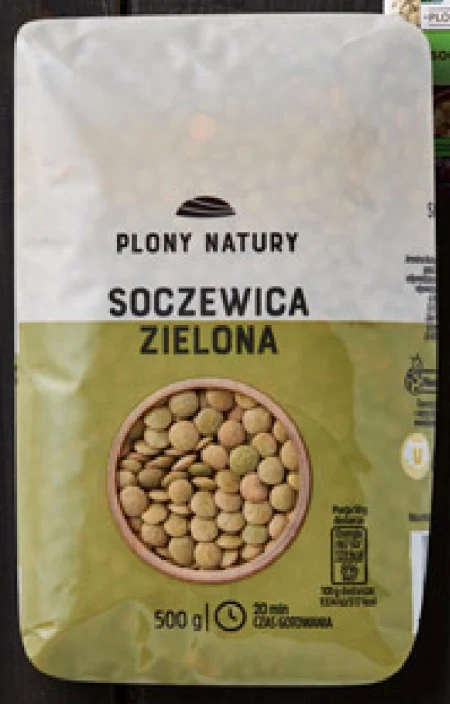 PLONY NATURY
SOCZEWICA
ZIELONA
500 g
20 min
CZAS GOTOWANIA
U